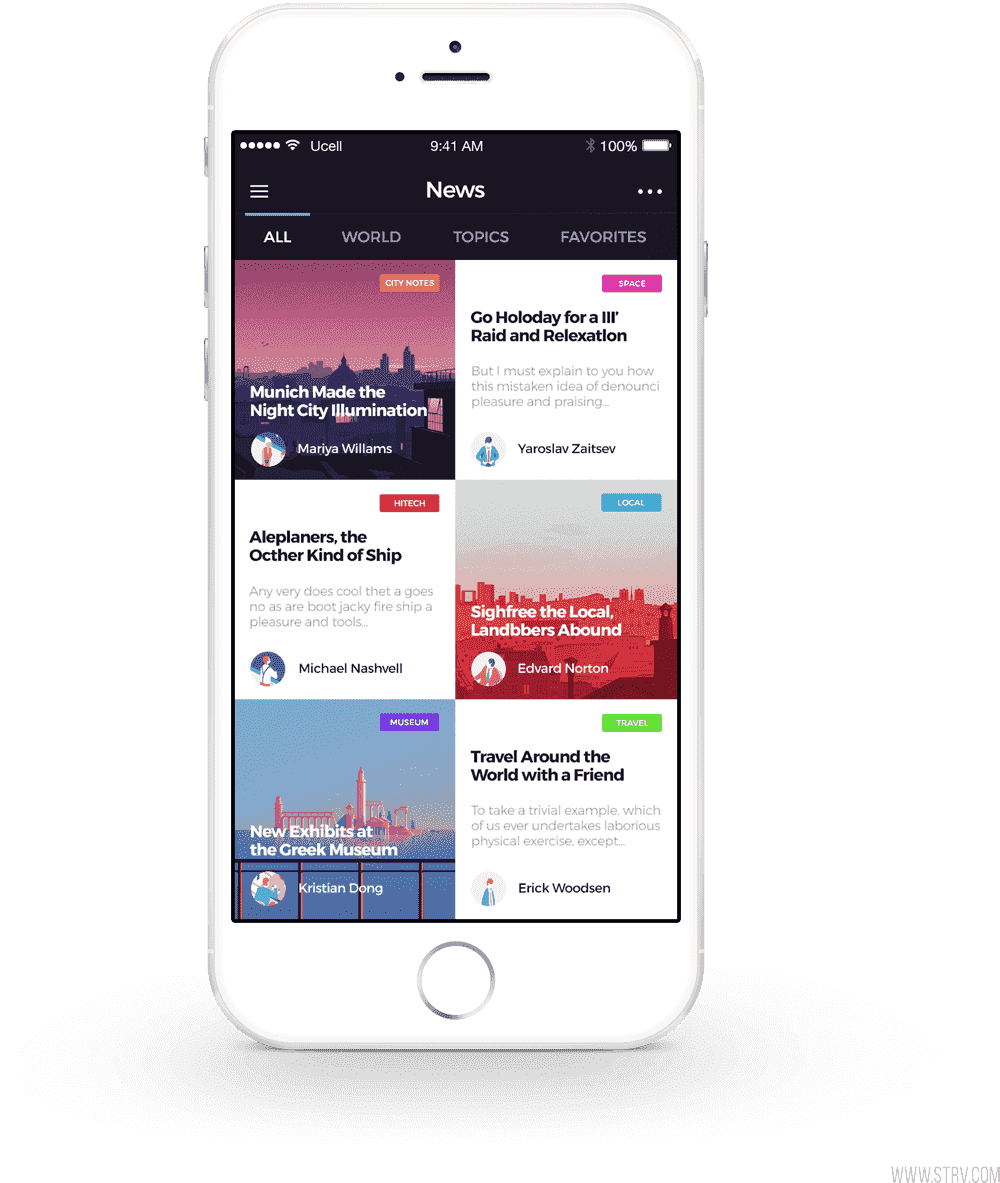 Ucell
9:41 AM
100%
News
ALL
WORLD
TOPICS
FAVORITES
CITY NOTES
Munich Made the
Night City Illumination
Mariya Willams
SPACE
Go Holoday for a III’
Raid and Relexatlon
But I must explain to you how
this mistaken idea of denounci
pleasure and praising...
Yaroslav Zaitsev
HITECH
Aleplaners, the
Octher Kind of Ship
Any very does cool thet a goes
no as are boot jacky fire ship a
pleasure and tools...
Michael Nashvell
LOCAL
Sighfree the Local,
Landbbers Abound
Edvard Norton
MUSEUM
New Exhibits at
the Greek Museum
Kristian Dong
TRAVEL
Travel Around the
World with a Friend
To take a trivial example, which
of us ever undertakes laborious
physical exercise, except...
Erick Woodsen
WWW.STRV.COM